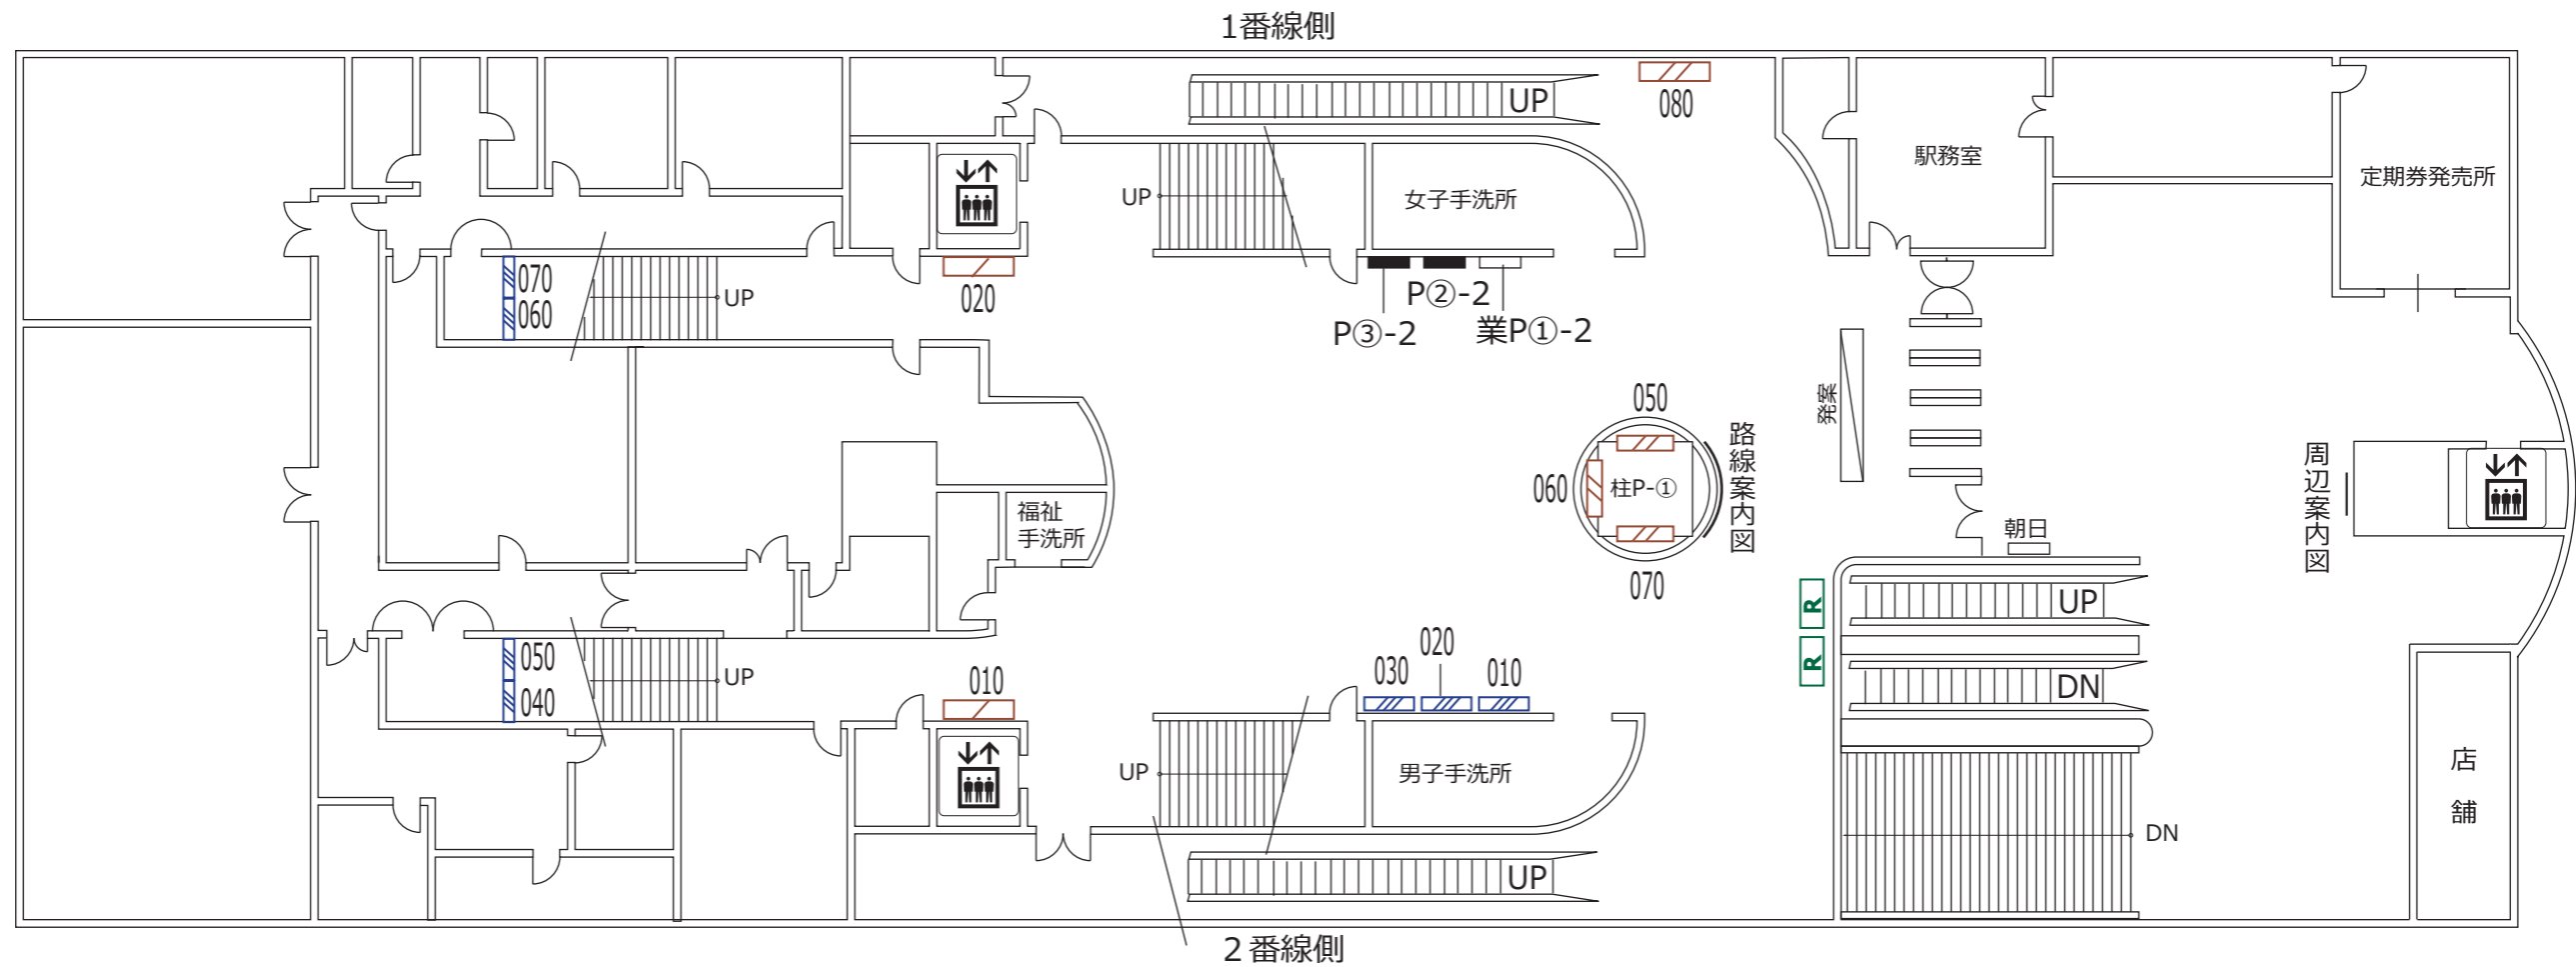 1番線側
UP
080
駅務室
定期券発売所
UP
女子手洗所
070
060
UP
020
P②-2
P③-2
業P①-2
050
発案
路線案内図
060
柱P-①
周辺案内図
福祉
手洗所
朝日
070
R
UP
R
050
040
UP
010
030
020
010
DN
UP
男子手洗所
店舗
DN
UP
2番線側